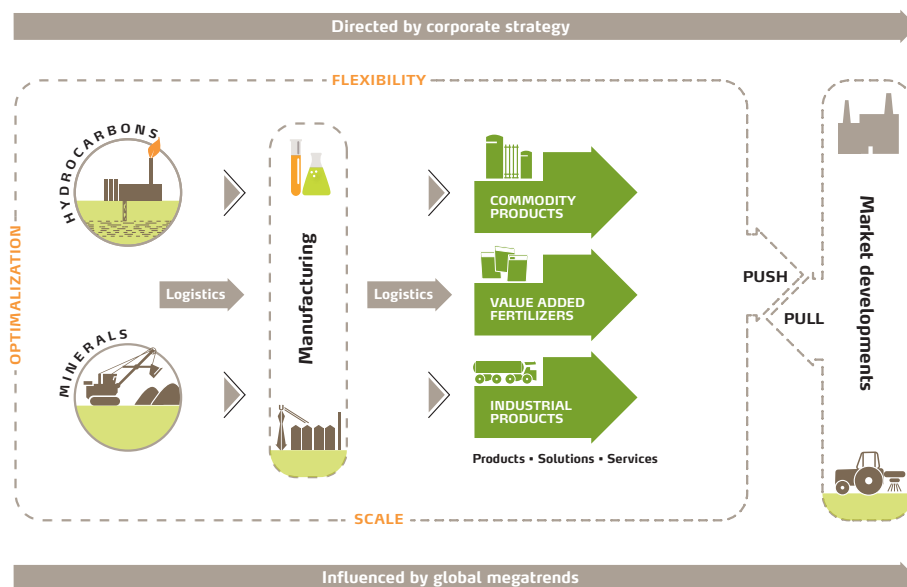 Directed by corporate strategy
FLEXIBILITY
HYDROCARBONS
COMMODITY
PRODUCTS
OPTIMALIZATION
Logistics
Manufacturing
Logistics
VALUE ADDED
FERTILIZERS
PUSH
PULL
Market developments
MINERALS
INDUSTRIAL
PRODUCTS
Products ▪ Solutions ▪ Services
SCALE
Influenced by global megatrends